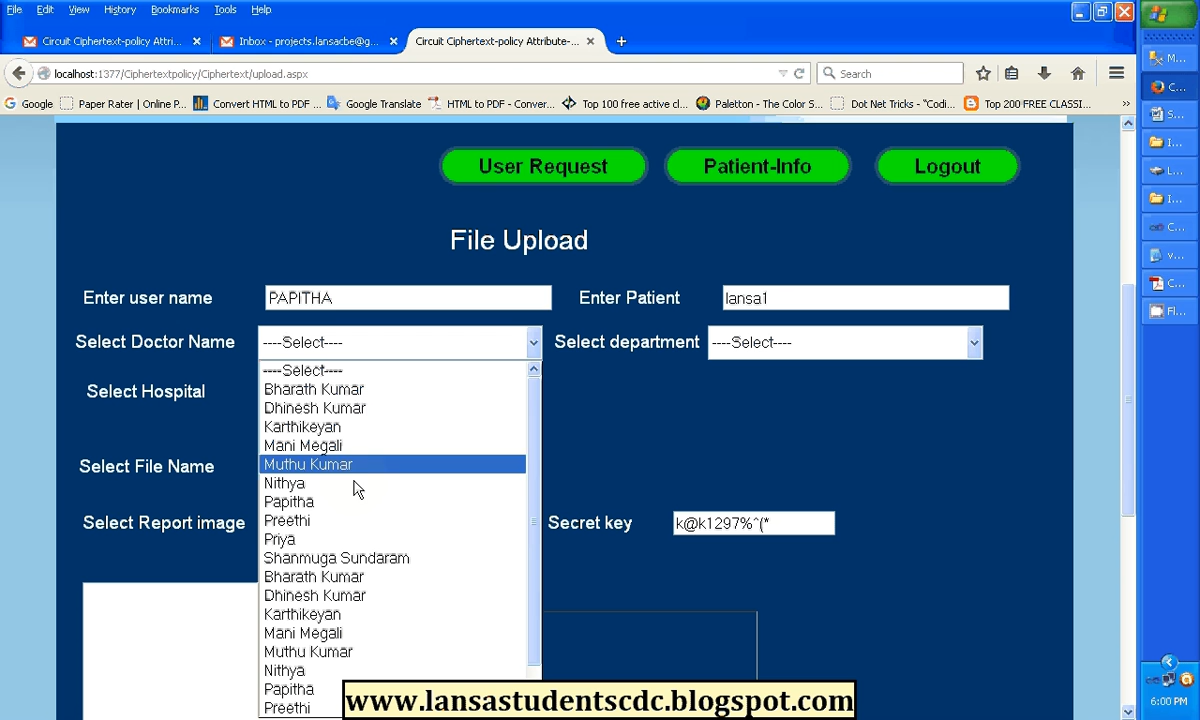 File Edit View History Bookmarks Tools Help
Circuit Ciphertext-policy Attri... Inbox - projects.lansacbe@g... Circuit Ciphertext-policy Attribute-...
localhost:1377/Ciphertextpolicy/Ciphertext/upload.aspx Search
Google Paper Rater | Online P... Convert HTML to PDF ... Google Translate HTML to PDF - Conver... Top 100 free active cl... Paletton - The Color S... Dot Net Tricks - "Codi... Top 200 FREE CLASSI...
User Request Patient-Info Logout
File Upload
Enter user name PAPITHA Enter Patient lansa1
Select Doctor Name ----Select---- Select department ----Select----
----Select----
Select Hospital Bharath Kumar
Dhinesh Kumar
Karthikeyan
Mani Megali
Select File Name Muthu Kumar
Nithya
Papitha
Select Report image Preethi Secret key k@k1297%^(*
Priya
Shanmuga Sundaram
Bharath Kumar
Dhinesh Kumar
Karthikeyan
Mani Megali
Muthu Kumar
Nithya
Papitha
Preethi
www.lansastudentscdc.blogspot.com
M...
C...
S...
I...
L...
I...
C...
v...
C...
Fl...
6:00 PM